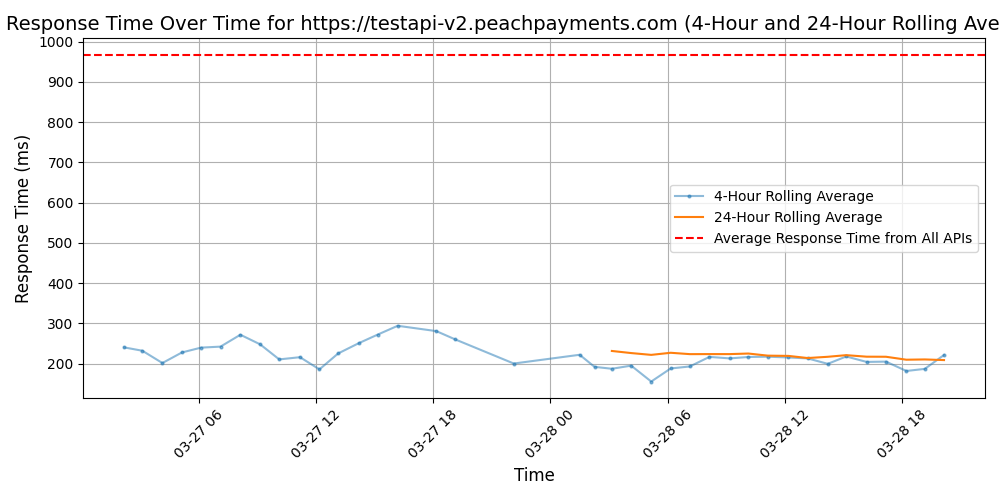 Response Time Over Time for https://testapi-v2.peachpayments.com (4-Hour and 24-Hour Rolling Ave
Response Time (ms)
1000
900
800
700
600
500
400
300
200
4-Hour Rolling Average
24-Hour Rolling Average
Average Response Time from All APIs
03-27 06
03-27 12
03-27 18
03-28 00
03-28 06
03-28 12
03-28 18
Time